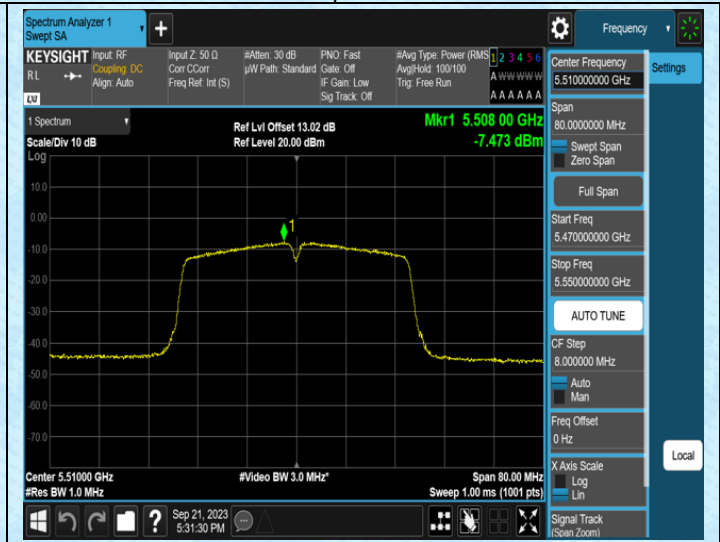 Spectrum Analyzer 1
Swept SA
Frequency
KEYSIGHT
RL
LXI
Input: RF
Coupling: DC
Align: Auto
Input Z: 50 Ω
Corr CCorr
Freq Ref: Int (S)
#Atten: 30 dB
µW Path: Standard
PNO: Fast
Gate: Off
IF Gain: Low
Sig Track: Off
#Avg Type: Power (RMS
Avg|Hold: 100/100
Trig: Free Run
1 2 3 4 5 6
A W W W W W
A A A A A A
1 Spectrum
Scale/Div 10 dB
Log
Ref Lvl Offset 13.02 dB
Ref Level 20.00 dBm
Mkr1 5.508 00 GHz
-7.473 dBm
10.0
0.00
-10.0
-20.0
-30.0
-40.0
-50.0
-60.0
-70.0
1
Center 5.51000 GHz
#Res BW 1.0 MHz
#Video BW 3.0 MHz*
Span 80.00 MHz
Sweep 1.00 ms (1001 pts)
Sep 21, 2023
5:31:30 PM
Center Frequency
5.510000000 GHz
Span
80.0000000 MHz
Swept Span
Zero Span
Full Span
Start Freq
5.470000000 GHz
Stop Freq
5.550000000 GHz
AUTO TUNE
CF Step
8.000000 MHz
Auto
Man
Freq Offset
0 Hz
X Axis Scale
Log
Lin
Signal Track
(Span Zoom)
Settings
Local